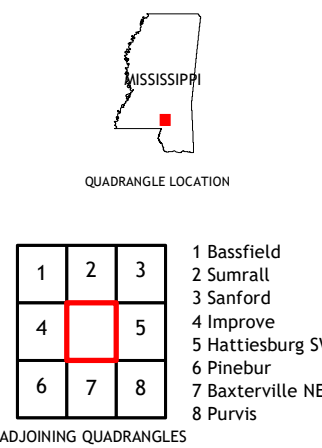 MISSISSIPPI
QUADRANGLE LOCATION
1 2 3
4 5
6 7 8
1 Bassfield
2 Sumrall
3 Sanford
4 Improve
5 Hattiesburg SW
6 Pinebur
7 Baxterville NE
8 Purvis
ADJOINING QUADRANGLES